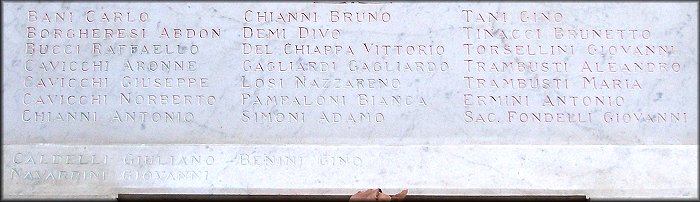 BANI CARLO
BORGHERESI ABDON
BUCCI RAFFAELLO
CAVICCHI ARONNE
CAVICCHI GIUSEPPE
CAVICCHI NORBERTO
CHIANNI ANTONIO
CHIANNI BRUNO
DEMI DIVO
DEL CHIAPPA VITTORIO
GAGLIARDI GAGLIARDO
LOSI NAZZARENO
PAMPALONI BIANCA
SIMONI ADAMO
TANI GINO
TINACCI BRUNETTO
TORSELLINI GIOVANNI
TRAMBUSTI ALEANDRO
TRAMBUSTI MARIA
ERMINI ANTONIO
SAC. FONDELLI GIOVANNI
CALDELLI GIULIANO BENINI GINO
NAVARRINI GIOVANNI